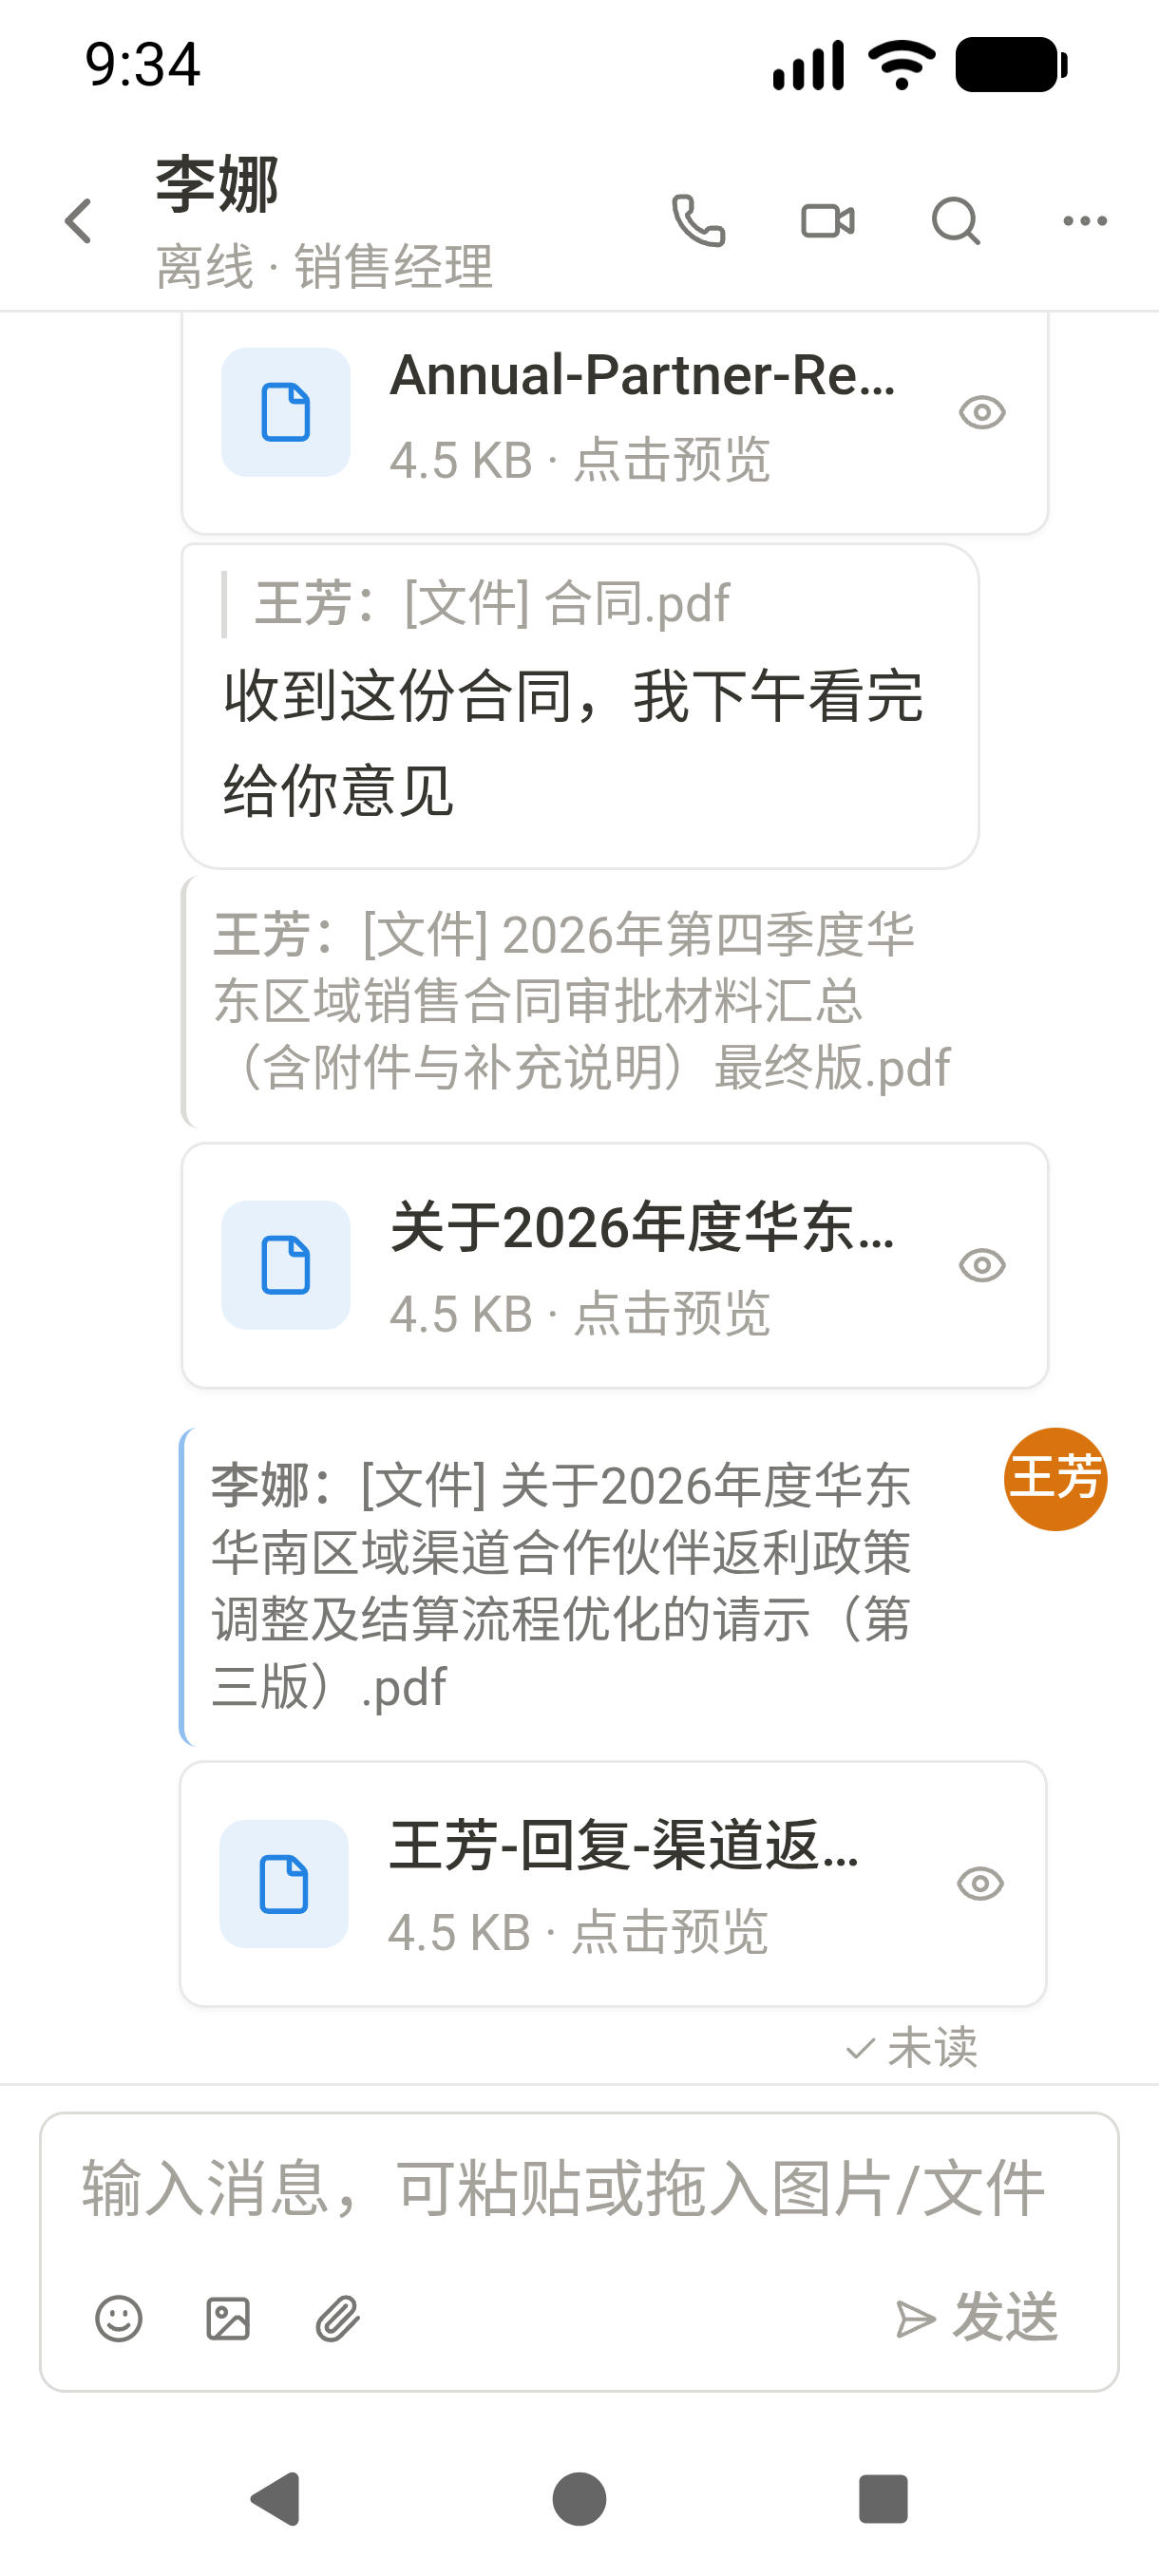 9:34
李娜
离线 · 销售经理
Annual-Partner-Re...
4.5 KB · 点击预览
王芳：[文件] 合同.pdf
收到这份合同，我下午看完
给你意见
王芳：[文件] 2026年第四季度华
东区域销售合同审批材料汇总
（含附件与补充说明）最终版.pdf
关于2026年度华东...
4.5 KB · 点击预览
李娜：[文件] 关于2026年度华东
华南区域渠道合作伙伴返利政策
调整及结算流程优化的请示（第
三版）.pdf
王芳
王芳-回复-渠道返...
4.5 KB · 点击预览
未读
输入消息，可粘贴或拖入图片/文件
发送